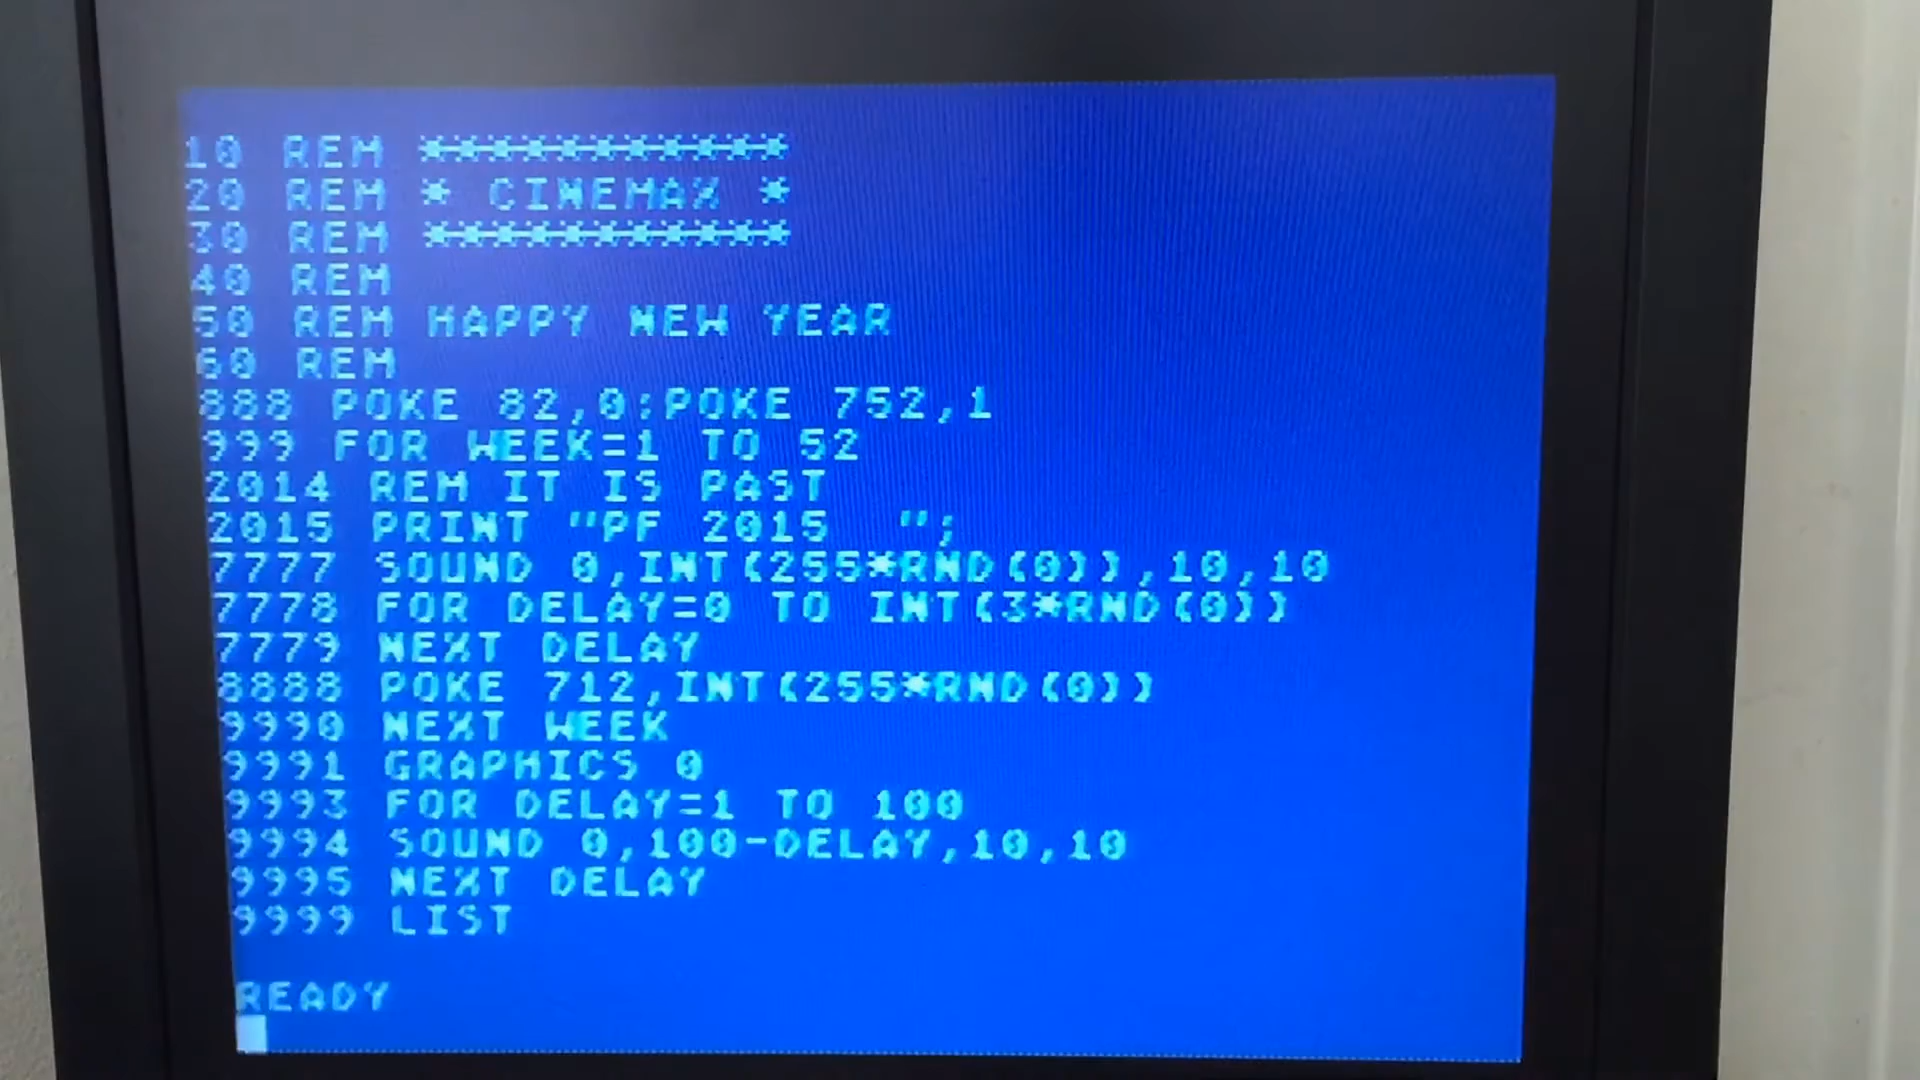 10 REM ***********
20 REM * CINEMAX *
30 REM ***********
40 REM
50 REM HAPPY NEW YEAR
60 REM
888 POKE 82,0:POKE 752,1
999 FOR WEEK=1 TO 52
2014 REM IT IS PAST
2015 PRINT "PF 2015  ";
7777 SOUND 0,INT(255*RND(0)),10,10
7778 FOR DELAY=0 TO INT(3*RND(0))
7779 NEXT DELAY
8888 POKE 712,INT(255*RND(0))
9990 NEXT WEEK
9991 GRAPHICS 0
9993 FOR DELAY=1 TO 100
9994 SOUND 0,100-DELAY,10,10
9995 NEXT DELAY
9999 LIST
READY